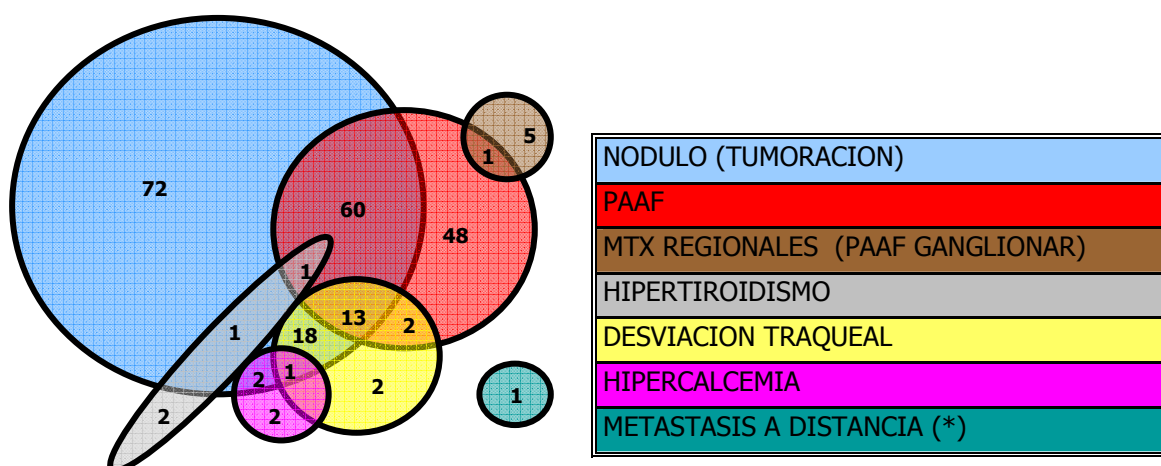 5
1
72
60
48
1
13
2
1
18
2
1
2
1
2
2
NODULO (TUMORACION)
PAAF
MTX REGIONALES (PAAF GANGLIONAR)
HIPERTIROIDISMO
DESVIACION TRAQUEAL
HIPERCALCEMIA
METASTASIS A DISTANCIA (*)